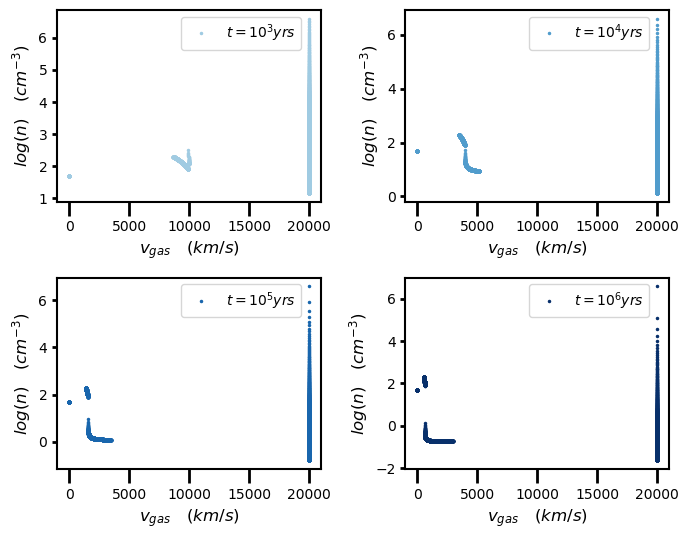 6
5
4
3
2
1
log(n) (cm⁻³)
t = 10³yrs
0 5000 10000 15000 20000
v_gas (km/s)
6
4
2
0
log(n) (cm⁻³)
t = 10⁴yrs
0 5000 10000 15000 20000
v_gas (km/s)
6
4
2
0
log(n) (cm⁻³)
t = 10⁵yrs
0 5000 10000 15000 20000
v_gas (km/s)
6
4
2
0
−2
log(n) (cm⁻³)
t = 10⁶yrs
0 5000 10000 15000 20000
v_gas (km/s)